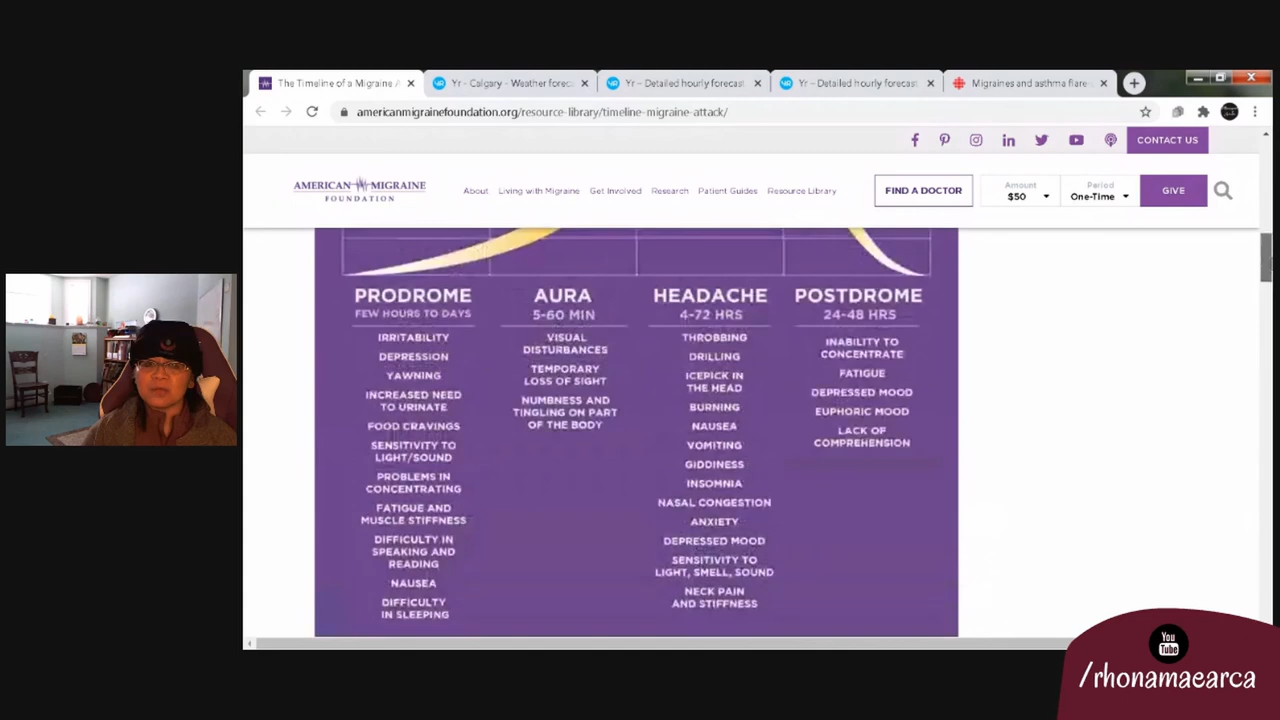 The Timeline of a Migraine A
Yr – Calgary – Weather forec
Yr – Detailed hourly forecast
Yr – Detailed hourly forecast
Migraines and asthma flare
americanmigrainefoundation.org/resource-library/timeline-migraine-attack/
CONTACT US
AMERICAN MIGRAINE
FOUNDATION
About
Living with Migraine
Get Involved
Research
Patient Guides
Resource Library
FIND A DOCTOR
Amount
$50
Period
One-Time
GIVE
PRODROME
FEW HOURS TO DAYS
IRRITABILITY
DEPRESSION
YAWNING
INCREASED NEED
TO URINATE
FOOD CRAVINGS
SENSITIVITY TO
LIGHT/SOUND
PROBLEMS IN
CONCENTRATING
FATIGUE AND
MUSCLE STIFFNESS
DIFFICULTY IN
SPEAKING AND
READING
NAUSEA
DIFFICULTY
IN SLEEPING
AURA
5-60 MIN
VISUAL
DISTURBANCES
TEMPORARY
LOSS OF SIGHT
NUMBNESS AND
TINGLING ON PART
OF THE BODY
HEADACHE
4-72 HRS
THROBBING
DRILLING
ICEPICK IN
THE HEAD
BURNING
NAUSEA
VOMITING
GIDDINESS
INSOMNIA
NASAL CONGESTION
ANXIETY
DEPRESSED MOOD
SENSITIVITY TO
LIGHT, SMELL, SOUND
NECK PAIN
AND STIFFNESS
POSTDROME
24-48 HRS
INABILITY TO
CONCENTRATE
FATIGUE
DEPRESSED MOOD
EUPHORIC MOOD
LACK OF
COMPREHENSION
You
Tube
/rhonamaearca